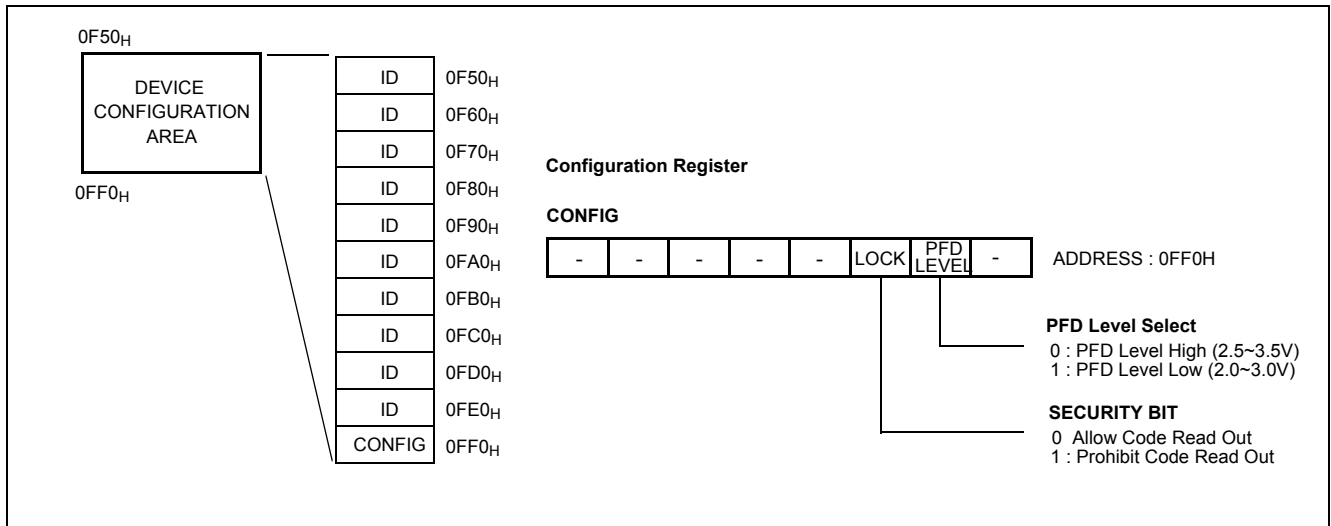 0F50H
DEVICE
CONFIGURATION
AREA
0FF0H
ID 0F50H
ID 0F60H
ID 0F70H
ID 0F80H
ID 0F90H
ID 0FA0H
ID 0FB0H
ID 0FC0H
ID 0FD0H
ID 0FE0H
CONFIG 0FF0H
Configuration Register
CONFIG
- - - - - LOCK PFD LEVEL - ADDRESS : 0FF0H
PFD Level Select
0 : PFD Level High (2.5~3.5V)
1 : PFD Level Low (2.0~3.0V)
SECURITY BIT
0 Allow Code Read Out
1 : Prohibit Code Read Out